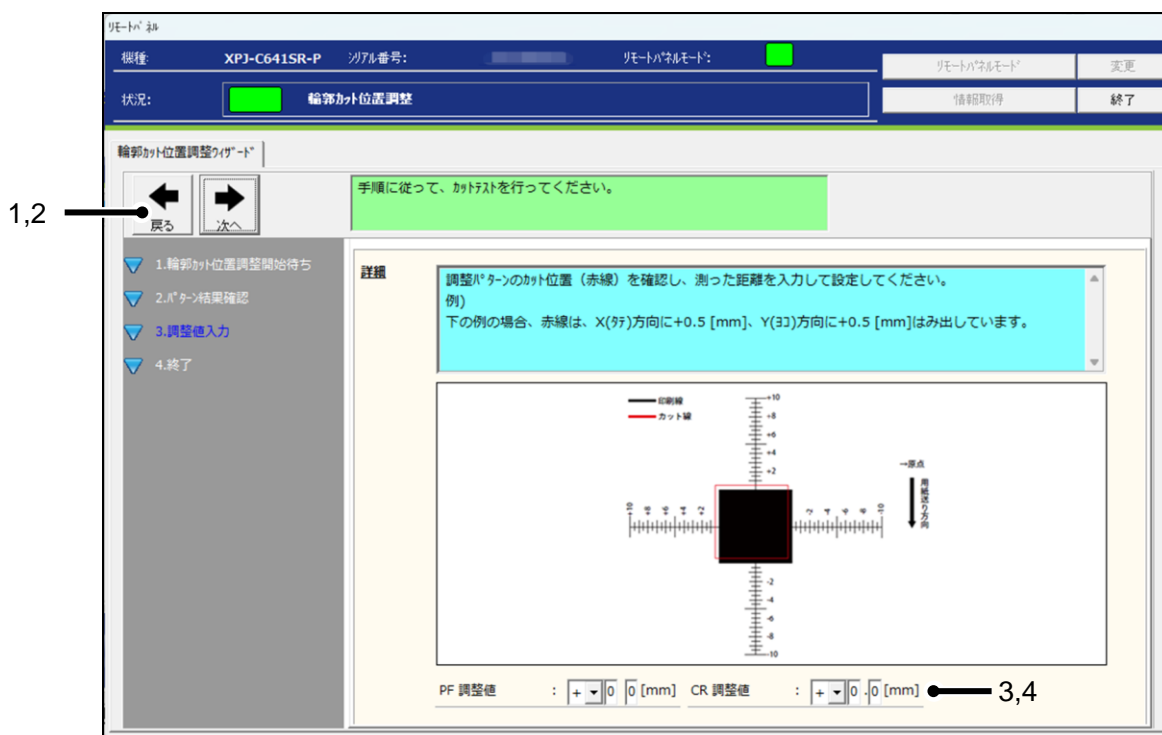 ﾘﾓｰﾄﾊﾟﾈﾙ
機種: XPJ-C641SR-P ｼﾘｱﾙ番号: ﾘﾓｰﾄﾊﾟﾈﾙﾓｰﾄﾞ:
ﾘﾓｰﾄﾊﾟﾈﾙﾓｰﾄﾞ 変更
状況: 輪郭ｶｯﾄ位置調整
情報取得 終了
輪郭ｶｯﾄ位置調整ｳｨｻﾞｰﾄﾞ
戻る 次へ
手順に従って、ｶｯﾄﾃｽﾄを行ってください。
1,2
1.輪郭ｶｯﾄ位置調整開始待ち
2.ﾊﾟﾀｰﾝ結果確認
3.調整値入力
4.終了
詳細
調整ﾊﾟﾀｰﾝのｶｯﾄ位置（赤線）を確認し、測った距離を入力して設定してください。
例)
下の例の場合、赤線は、X(ﾀﾃ)方向に+0.5 [mm]、Y(ﾖｺ)方向に+0.5 [mm]はみ出しています。
印刷線
カット線
+10
+8
+6
+4
+2
→原点
用紙送り方向
+10 +8 +6 +4 +2
-2 -4 -6 -8 -10
-2
-4
-6
-8
-10
PF 調整値 : + 0 0 [mm] CR 調整値 : + 0 .0 [mm]
3,4